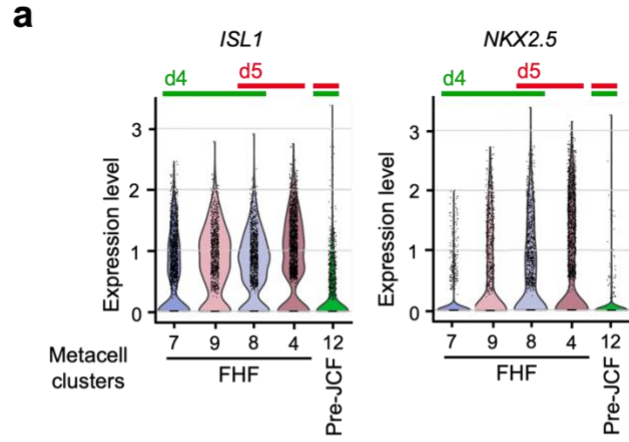 a
ISL1
NKX2.5
d4
d5
d4
d5
Expression level
3
2
1
0
Expression level
3
2
1
0
7 9 8 4 12
7 9 8 4 12
Metacell
clusters
FHF
Pre-JCF
FHF
Pre-JCF